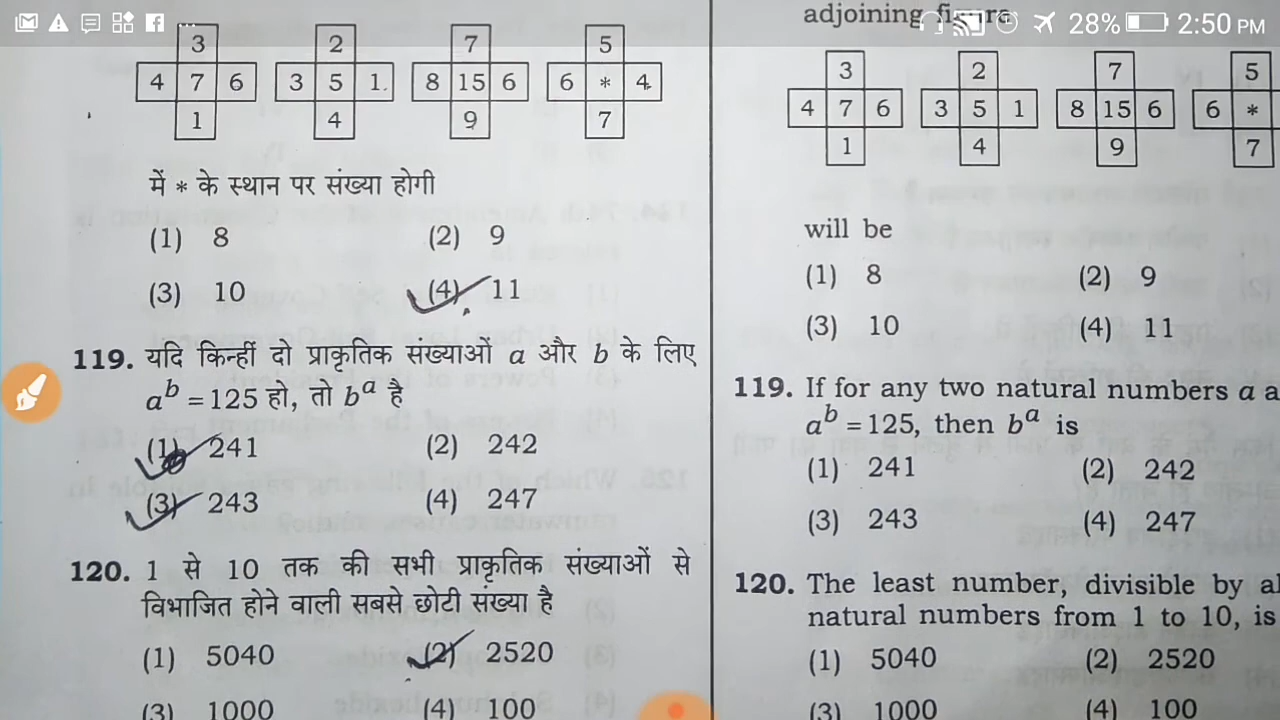 28% 2:50 PM
3 2 7 5
4 7 6 3 5 1 8 15 6 6 * 4
1 4 9 7
में * के स्थान पर संख्या होगी
(1) 8 (2) 9
(3) 10 (4) 11
119. यदि किन्हीं दो प्राकृतिक संख्याओं a और b के लिए
a^b = 125 हो, तो b^a है
(1) 241 (2) 242
(3) 243 (4) 247
120. 1 से 10 तक की सभी प्राकृतिक संख्याओं से
विभाजित होने वाली सबसे छोटी संख्या है
(1) 5040 (2) 2520
(3) 1000 (4) 100
adjoining figure
3 2 7 5
4 7 6 3 5 1 8 15 6 6 *
1 4 9 7
will be
(1) 8 (2) 9
(3) 10 (4) 11
119. If for any two natural numbers a a
a^b = 125, then b^a is
(1) 241 (2) 242
(3) 243 (4) 247
120. The least number, divisible by al
natural numbers from 1 to 10, is
(1) 5040 (2) 2520
(3) 1000 (4) 100